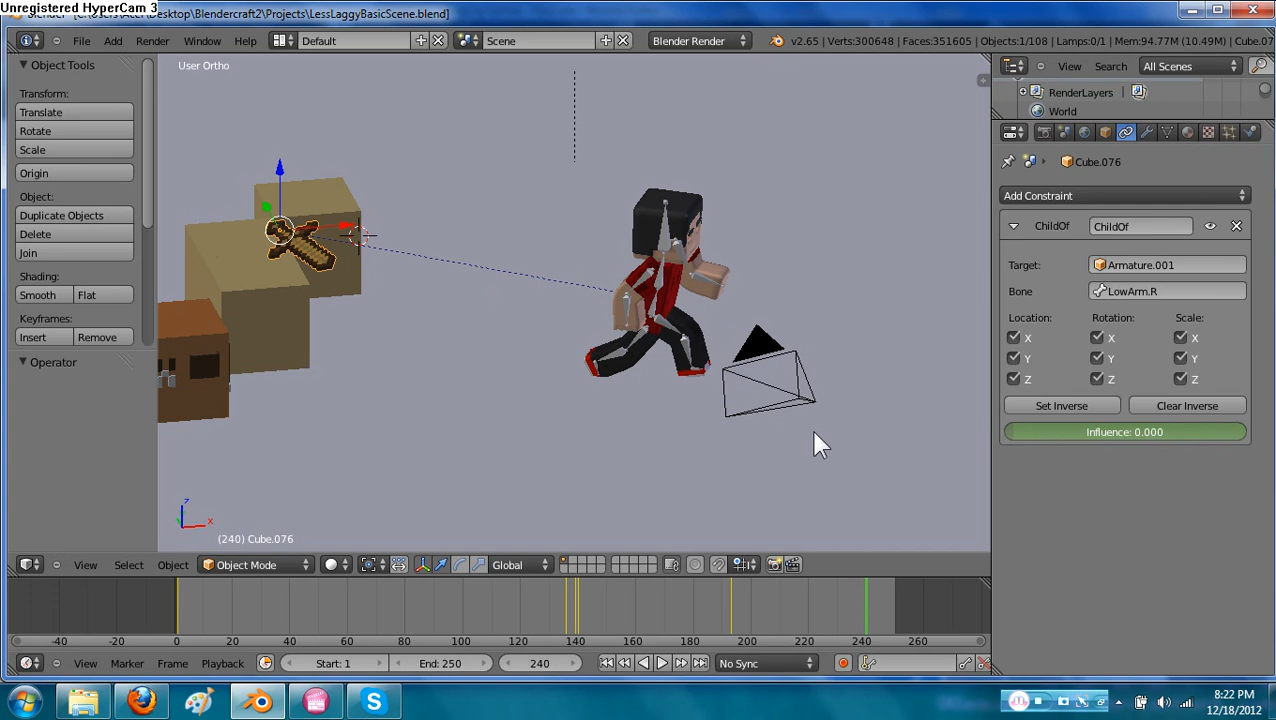 Unregistered HyperCam 3
\Desktop\Blendercraft2\Projects\LessLaggyBasicScene.blend]
File Add Render Window Help Default Scene Blender Render v2.65 | Verts:300648 | Faces:351605 | Objects:1/108 | Lamps:0/1 | Mem:94.77M (10.49M) | Cube.07
View Search All Scenes
RenderLayers
World
Object Tools
Transform:
Translate
Rotate
Scale
Origin
Object:
Duplicate Objects
Delete
Join
Shading:
Smooth Flat
Keyframes:
Insert Remove
Operator
User Ortho
z
x
(240) Cube.076
Cube.076
Add Constraint
ChildOf ChildOf
Target: Armature.001
Bone LowArm.R
Location: Rotation: Scale:
X X X
Y Y Y
Z Z Z
Set Inverse Clear Inverse
Influence: 0.000
View Select Object Object Mode Global
-40 -20 0 20 40 60 80 100 120 140 160 180 200 220 240 260
View Marker Frame Playback Start: 1 End: 250 240 No Sync
8:22 PM
12/18/2012